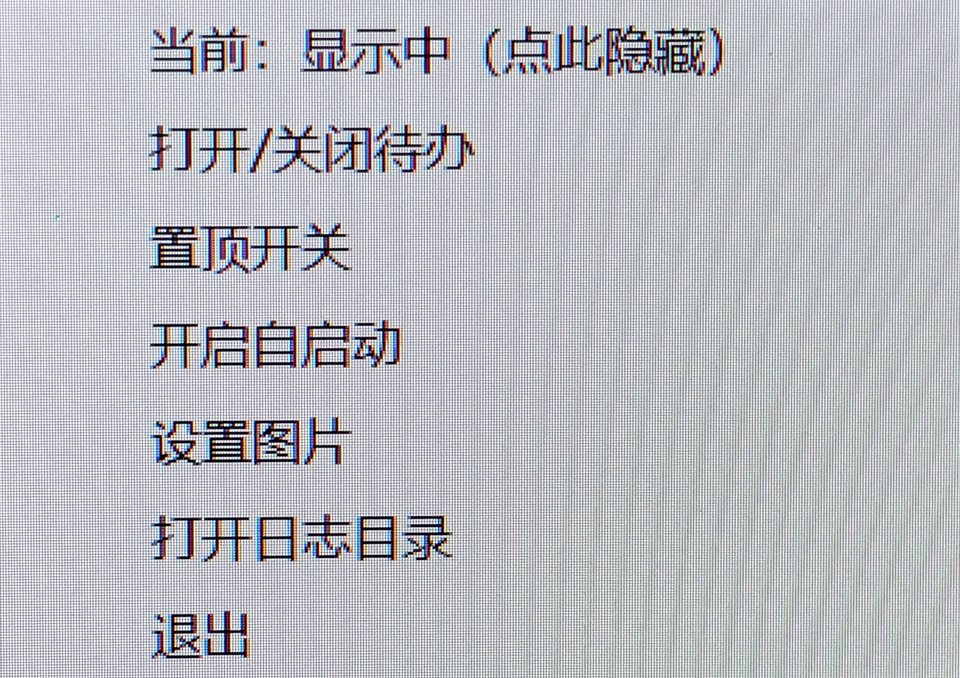 当前：显示中（点此隐藏）
打开/关闭待办
置顶开关
开启自启动
设置图片
打开日志目录
退出